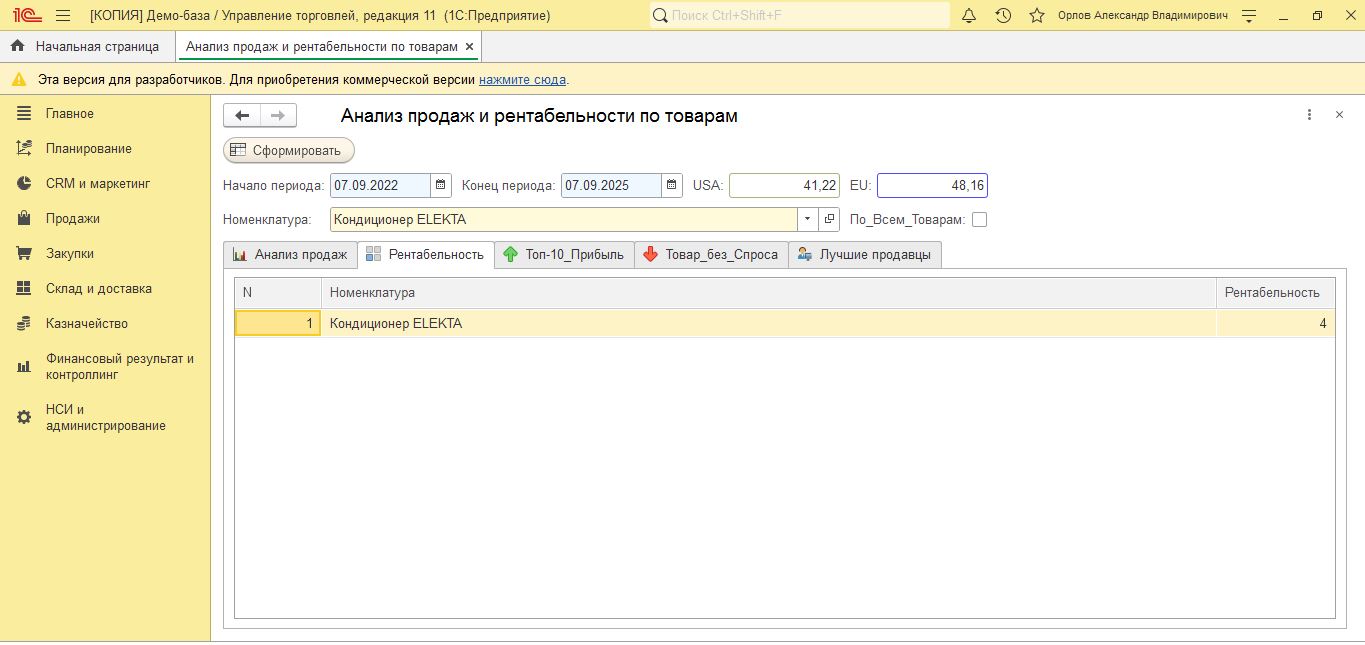 1С [КОПИЯ] Демо-база / Управление торговлей, редакция 11 (1С:Предприятие) Поиск Ctrl+Shift+F Орлов Александр Владимирович
Начальная страница Анализ продаж и рентабельности по товарам ×
Эта версия для разработчиков. Для приобретения коммерческой версии нажмите сюда.
Главное
Планирование
CRM и маркетинг
Продажи
Закупки
Склад и доставка
Казначейство
Финансовый результат и
контроллинг
НСИ и
администрирование
Анализ продаж и рентабельности по товарам
Сформировать
Начало периода: 07.09.2022 Конец периода: 07.09.2025 USA: 41,22 EU: 48,16
Номенклатура: Кондиционер ELEKTA По_Всем_Товарам:
Анализ продаж Рентабельность Топ-10_Прибыль Товар_без_Спроса Лучшие продавцы
N Номенклатура Рентабельность
1 Кондиционер ELEKTA 4